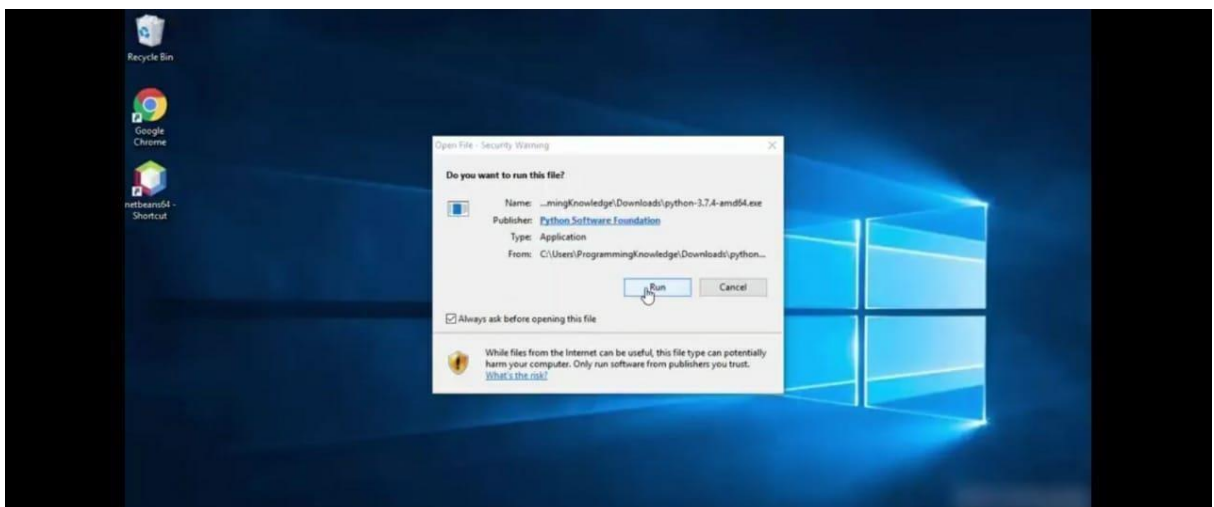 Recycle Bin
Google
Chrome
netbeans64 -
Shortcut
Open File - Security Warning
Do you want to run this file?
Name: ...mingKnowledge\Downloads\python-3.7.4-amd64.exe
Publisher: Python Software Foundation
Type: Application
From: C:\Users\ProgrammingKnowledge\Downloads\python...
Run Cancel
Always ask before opening this file
While files from the Internet can be useful, this file type can potentially
harm your computer. Only run software from publishers you trust.
What's the risk?